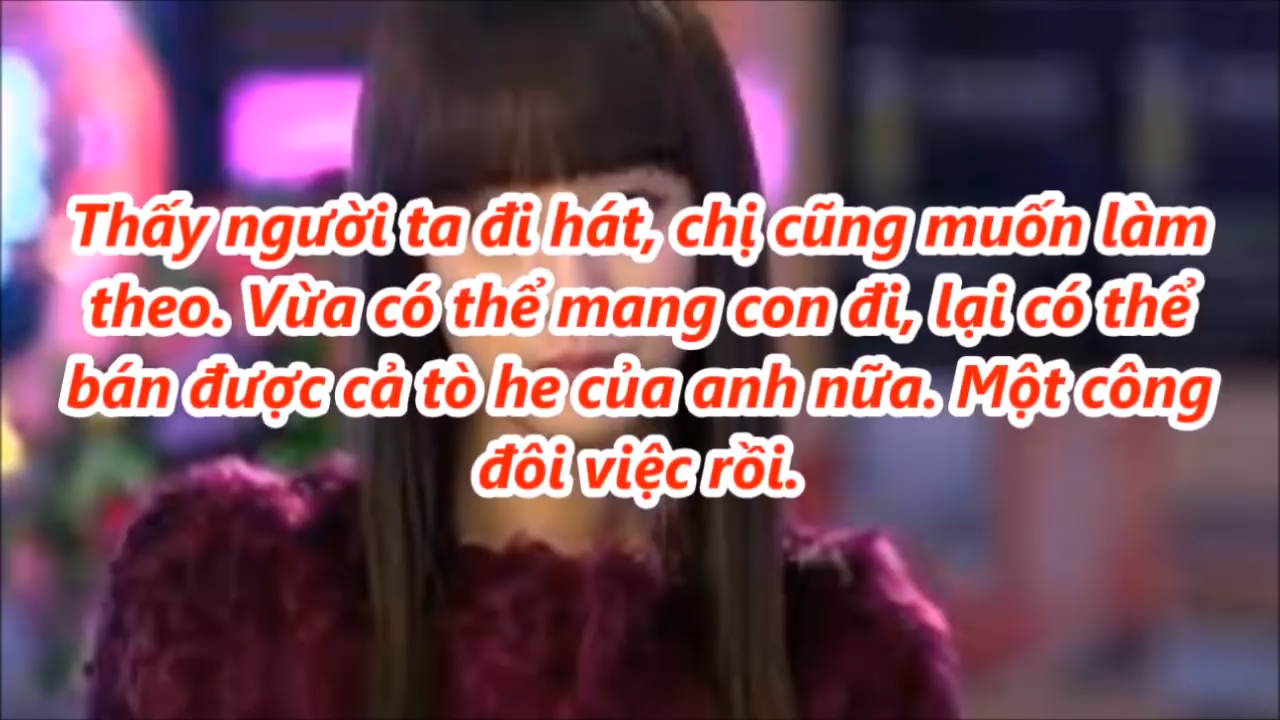 Thấy người ta đi hát, chị cũng muốn làm
theo. Vừa có thể mang con đi, lại có thể
bán được cả tò he của anh nữa. Một công
đôi việc rồi.